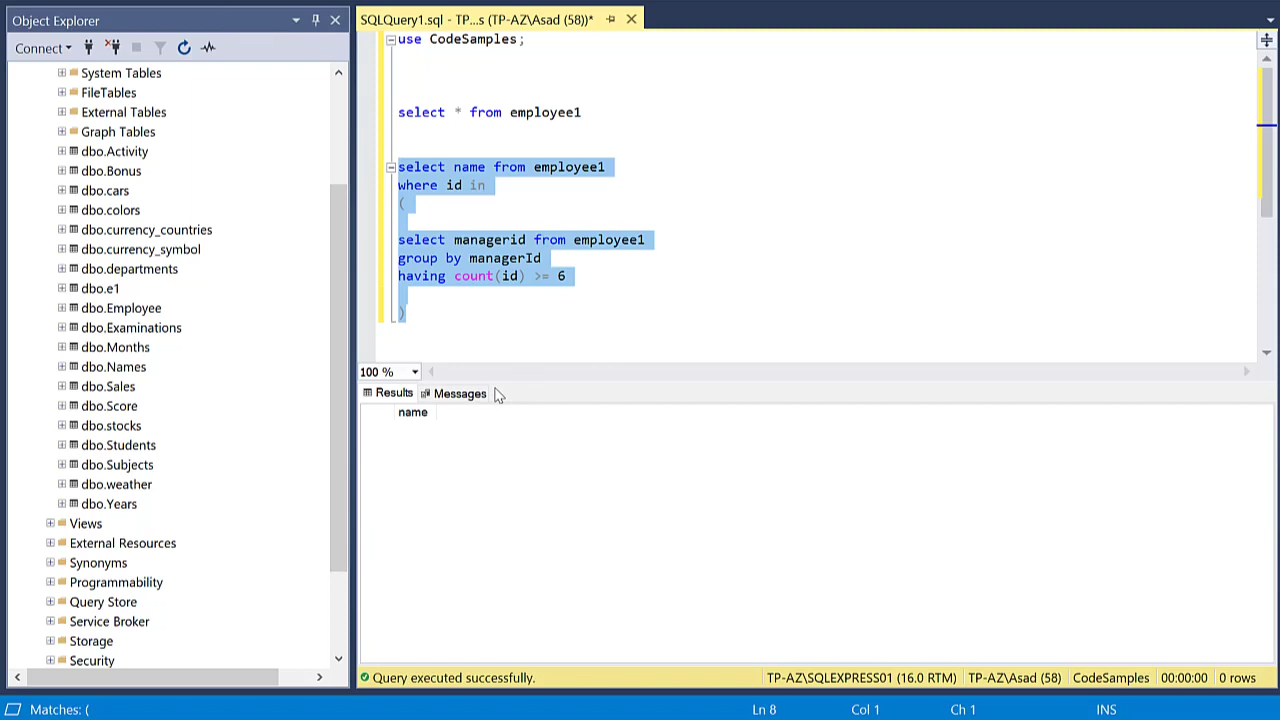 Object Explorer
Connect
System Tables
FileTables
External Tables
Graph Tables
dbo.Activity
dbo.Bonus
dbo.cars
dbo.colors
dbo.currency_countries
dbo.currency_symbol
dbo.departments
dbo.e1
dbo.Employee
dbo.Examinations
dbo.Months
dbo.Names
dbo.Sales
dbo.Score
dbo.stocks
dbo.Students
dbo.Subjects
dbo.weather
dbo.Years
Views
External Resources
Synonyms
Programmability
Query Store
Service Broker
Storage
Security
SQLQuery1.sql - TP...s (TP-AZ\Asad (58))*
use CodeSamples;
select * from employee1
select name from employee1
where id in
(
select managerid from employee1
group by managerId
having count(id) >= 6
)
100 %
Results Messages
name
Query executed successfully. TP-AZ\SQLEXPRESS01 (16.0 RTM) TP-AZ\Asad (58) CodeSamples 00:00:00 0 rows
Matches: ( Ln 8 Col 1 Ch 1 INS